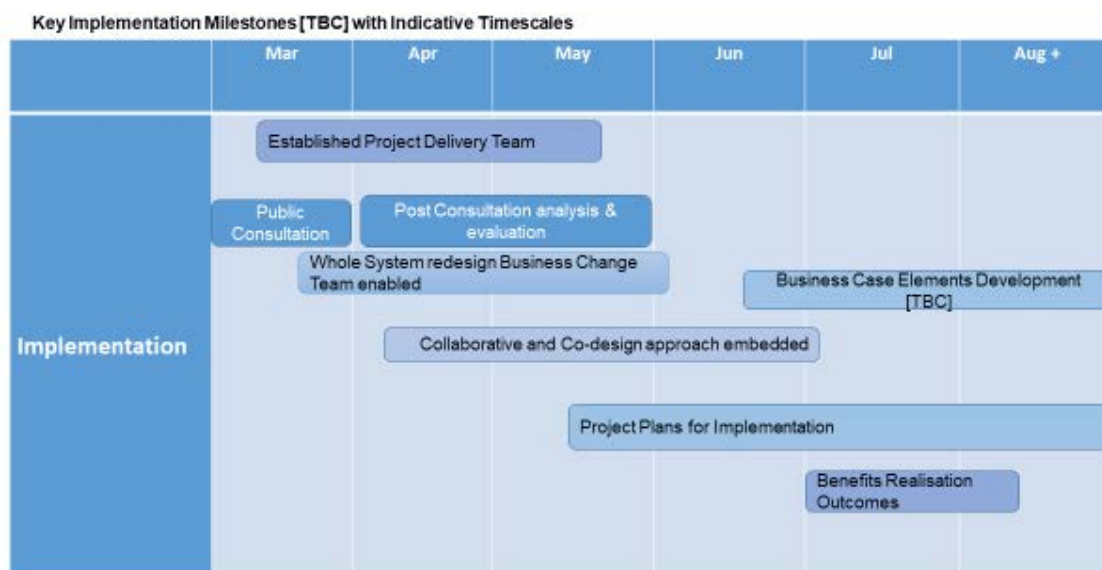 Key Implementation Milestones [TBC] with Indicative Timescales
Mar
Apr
May
Jun
Jul
Aug +
Implementation
Established Project Delivery Team
Public
Consultation
Post Consultation analysis &
evaluation
Whole System redesign Business Change
Team enabled
Business Case Elements Development
[TBC]
Collaborative and Co-design approach embedded
Project Plans for Implementation
Benefits Realisation
Outcomes